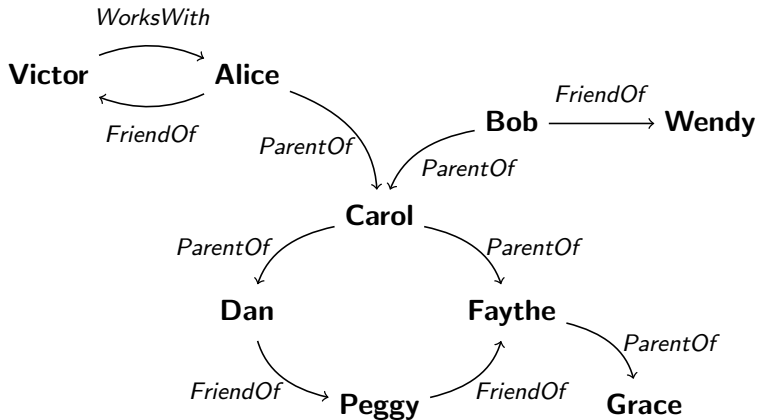 WorksWith
Victor
Alice
FriendOf
FriendOf
Bob
Wendy
ParentOf
ParentOf
Carol
ParentOf
ParentOf
Dan
Faythe
ParentOf
FriendOf
FriendOf
Peggy
Grace